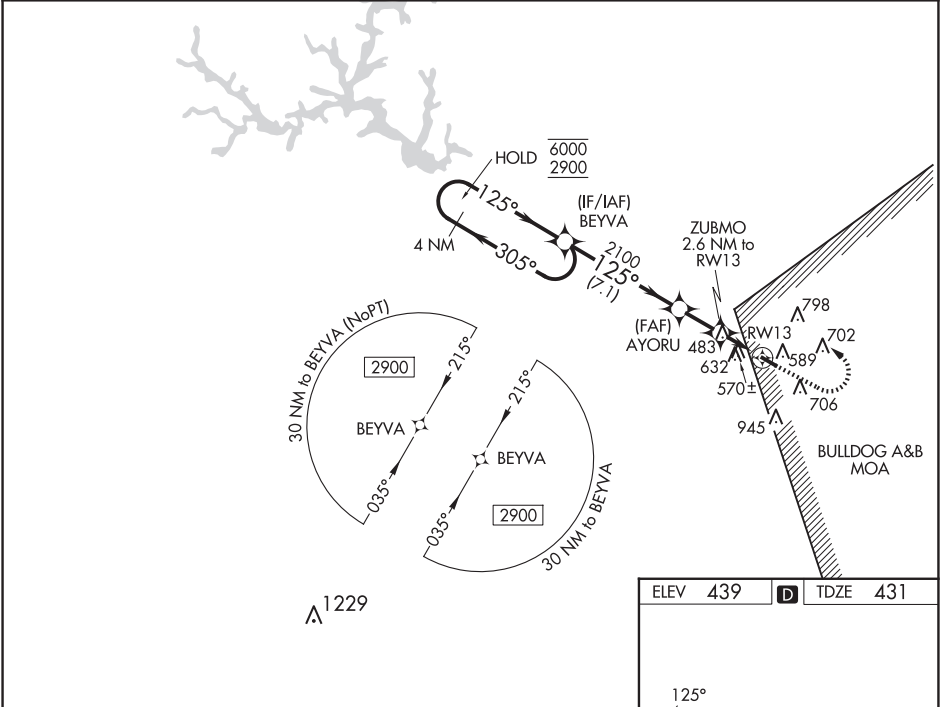 HOLD
6000
2900
125°
(IF/IAF)
BEYVA
4 NM
305°
2100
125°
(7.1)
ZUBMO
2.6 NM to
RW13
(FAF)
AYORU
483
632
570±
RW13
798
702
589
706
945
BULLDOG A&B
MOA
30 NM to BEYVA (NoPT)
2900
215°
BEYVA
035°
215°
BEYVA
035°
2900
30 NM to BEYVA
1229
ELEV 439 D TDZE 431
125°